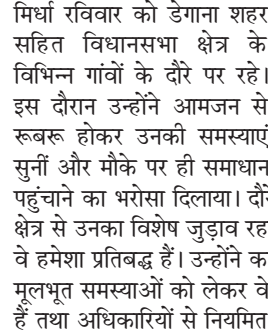 मिर्धा रविवार को डेगाना शहर
सहित विधानसभा क्षेत्र के
विभिन्न गांवों के दौरे पर रहे।
इस दौरान उन्होंने आमजन से
रूबरू होकर उनकी समस्याएं
सुनीं और मौके पर ही समाधान
पहुंचाने का भरोसा दिलाया।
क्षेत्र से उनका विशेष जुड़ाव
वे हमेशा प्रतिबद्ध हैं। उन्होंने
मूलभूत समस्याओं को लेकर वे
हैं तथा अधिकारियों से नियमित